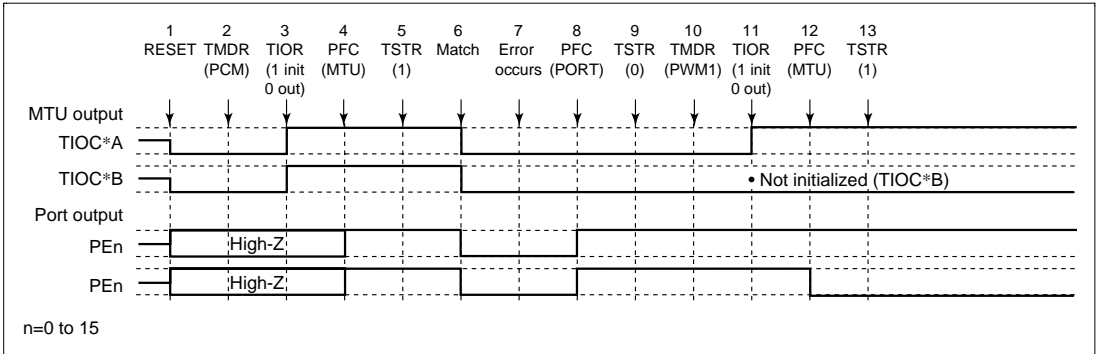 1 2 3 4 5 6 7 8 9 10 11 12 13
RESET TMDR TIOR PFC TSTR Match Error PFC TSTR TMDR TIOR PFC TSTR
(PCM) (1 init (MTU) (1) occurs (PORT) (0) (PWM1) (1 init (MTU) (1)
0 out) 0 out)
MTU output
TIOC*A
TIOC*B • Not initialized (TIOC*B)
Port output
PEn High-Z
PEn High-Z
n=0 to 15